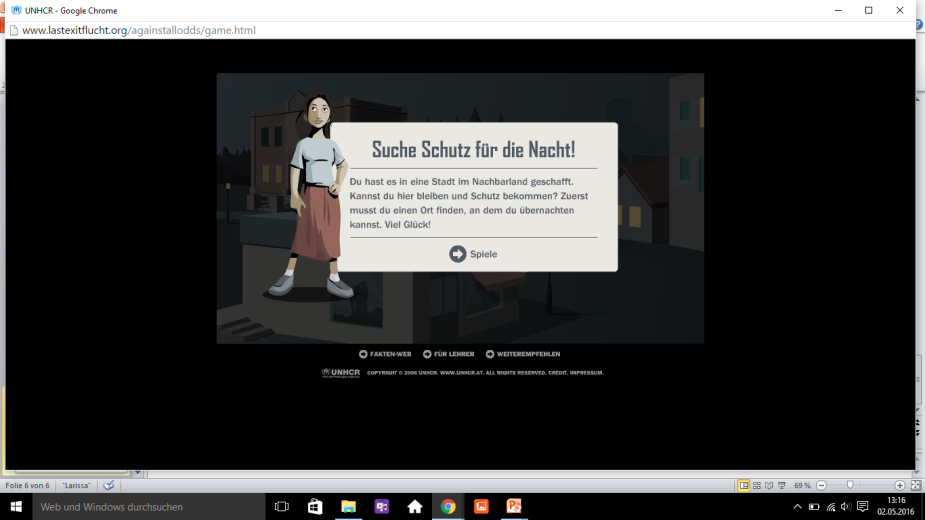 UNHCR - Google Chrome
www.lastexitflucht.org/againstallodds/game.html
Suche Schutz für die Nacht!
Du hast es in eine Stadt im Nachbarland geschafft.
Kannst du hier bleiben und Schutz bekommen? Zuerst
musst du einen Ort finden, an dem du übernachten
kannst. Viel Glück!
Spiele
FAKTEN-WEB FÜR LEHRER WEITEREMPFEHLEN
UNHCR COPYRIGHT © 2006 UNHCR. WWW.UNHCR.AT. ALL RIGHTS RESERVED. CREDIT. IMPRESSUM.
Folie 6 von 6 "Larissa" 69 %
Web und Windows durchsuchen
13:16
02.05.2016